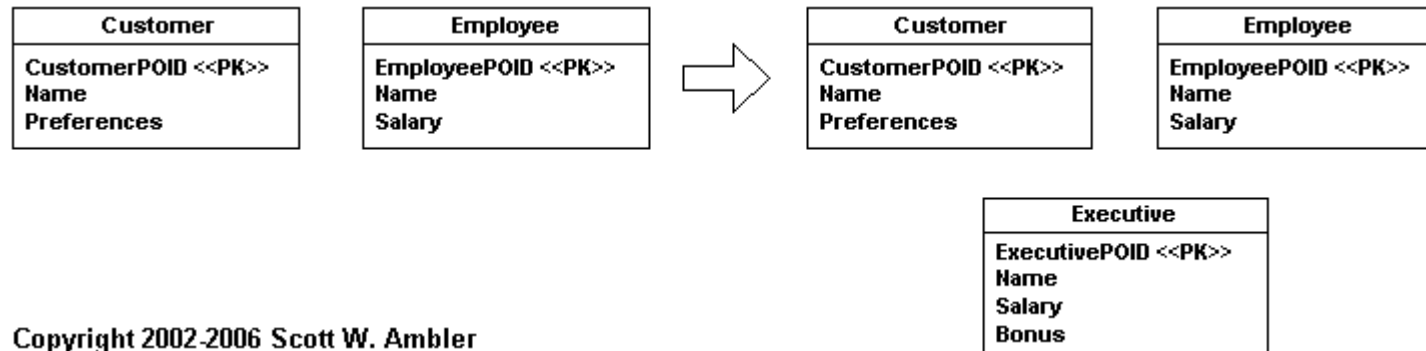 Customer
CustomerPOID <<PK>>
Name
Preferences
Employee
EmployeePOID <<PK>>
Name
Salary
Customer
CustomerPOID <<PK>>
Name
Preferences
Employee
EmployeePOID <<PK>>
Name
Salary
Executive
ExecutivePOID <<PK>>
Name
Salary
Bonus
Copyright 2002-2006 Scott W. Ambler